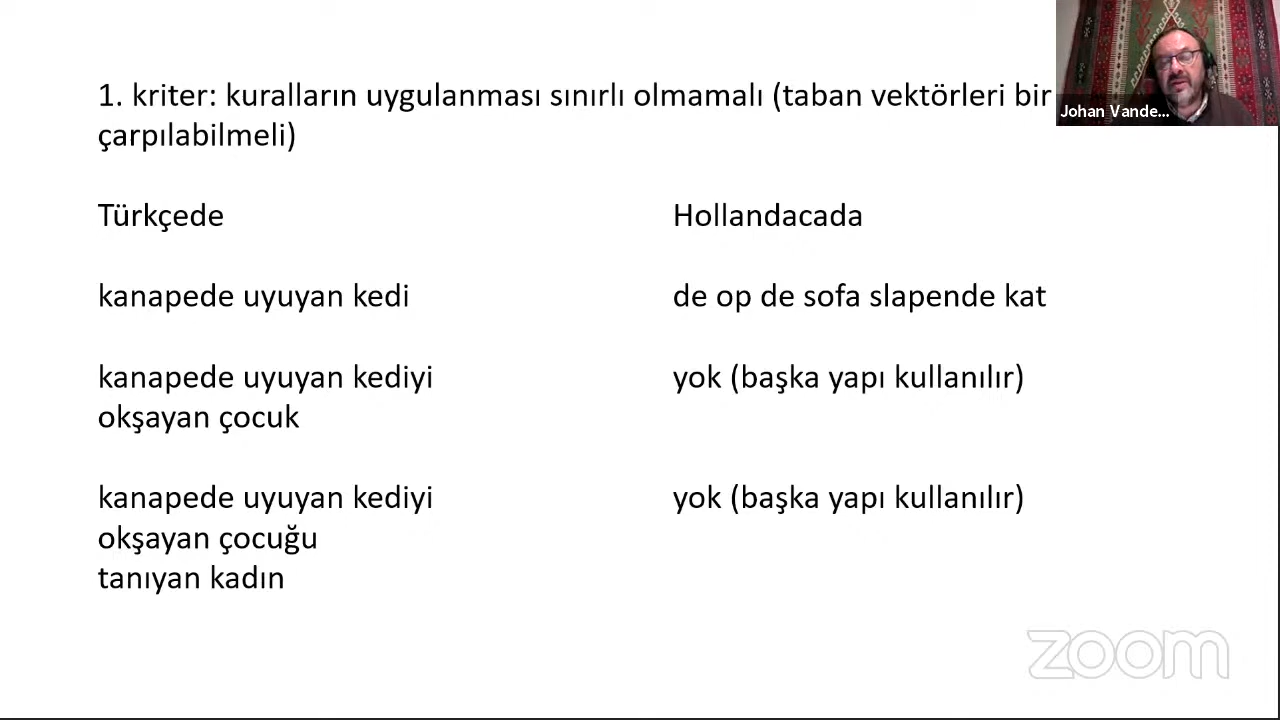 1. kriter: kuralların uygulanması sınırlı olmamalı (taban vektörleri bir
çarpılabilmeli)
Türkçede
Hollandacada
kanapede uyuyan kedi
de op de sofa slapende kat
kanapede uyuyan kediyi
okşayan çocuk
yok (başka yapı kullanılır)
kanapede uyuyan kediyi
okşayan çocuğu
tanıyan kadın
yok (başka yapı kullanılır)
Johan Vande...
zoom